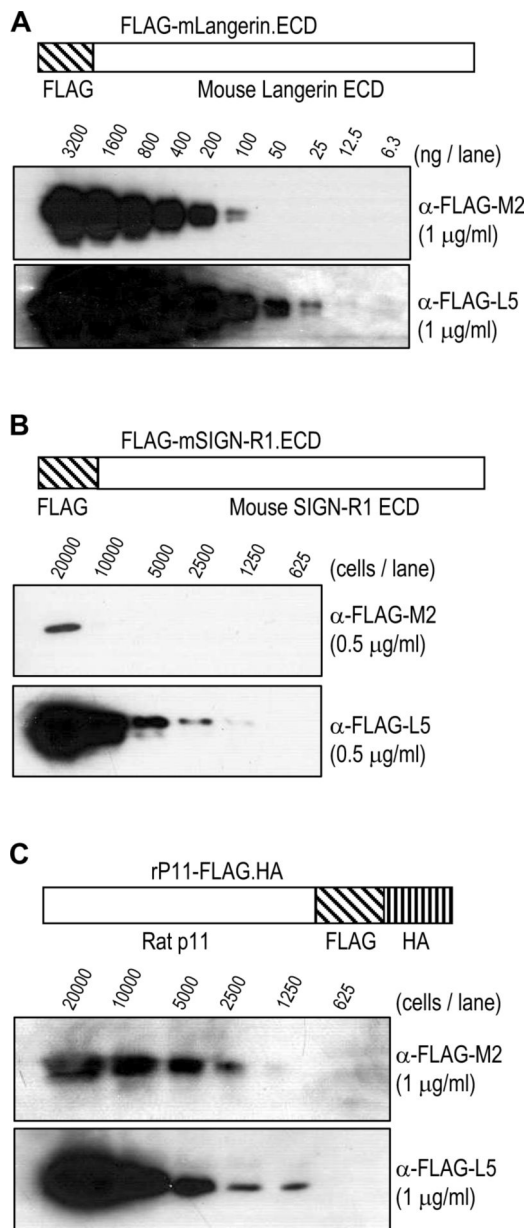 A
FLAG-mLangerin.ECD
FLAG Mouse Langerin ECD
3200 1600 800 400 200 100 50 25 12.5 6.3 (ng / lane)
α-FLAG-M2
(1 μg/ml)
α-FLAG-L5
(1 μg/ml)
B
FLAG-mSIGN-R1.ECD
FLAG Mouse SIGN-R1 ECD
20000 10000 5000 2500 1250 625 (cells / lane)
α-FLAG-M2
(0.5 μg/ml)
α-FLAG-L5
(0.5 μg/ml)
C
rP11-FLAG.HA
Rat p11 FLAG HA
20000 10000 5000 2500 1250 625 (cells / lane)
α-FLAG-M2
(1 μg/ml)
α-FLAG-L5
(1 μg/ml)